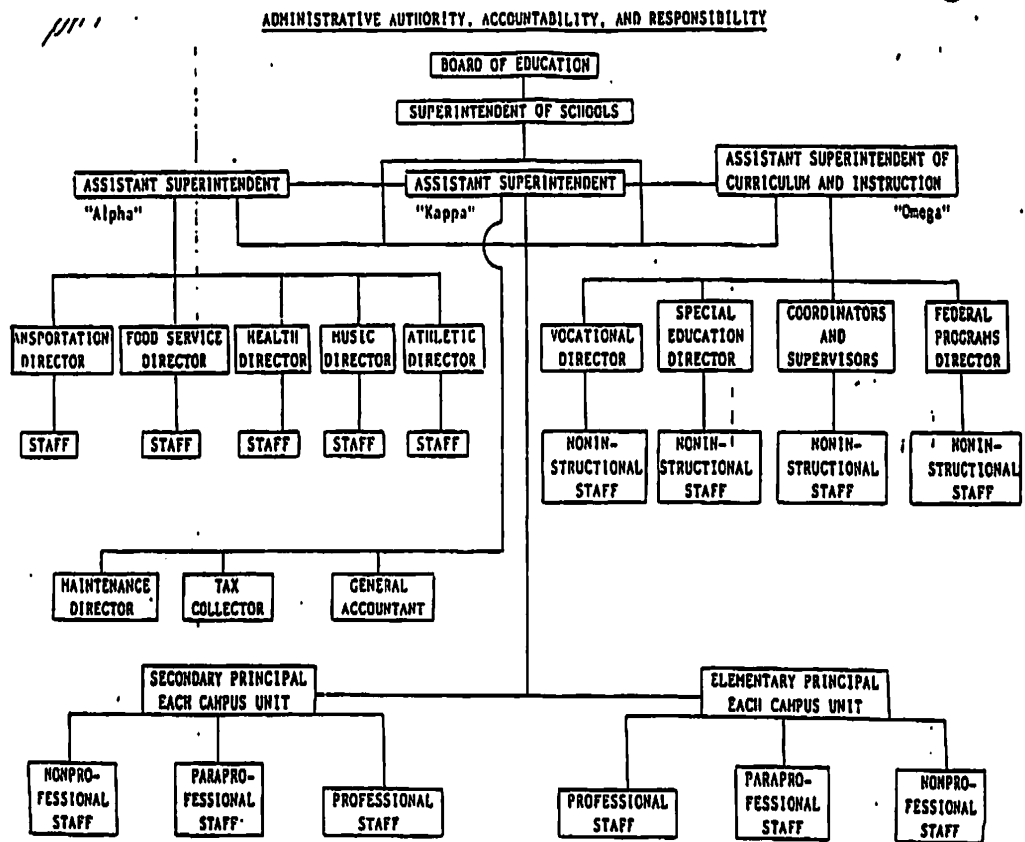 ADMINISTRATIVE AUTHORITY, ACCOUNTABILITY, AND RESPONSIBILITY
BOARD OF EDUCATION
SUPERINTENDENT OF SCHOOLS
ASSISTANT SUPERINTENDENT
"Alpha"
ASSISTANT SUPERINTENDENT
"Kappa"
ASSISTANT SUPERINTENDENT OF
CURRICULUM AND INSTRUCTION
"Omega"
ANSPORTATION
DIRECTOR
FOOD SERVICE
DIRECTOR
HEALTH
DIRECTOR
MUSIC
DIRECTOR
ATHLETIC
DIRECTOR
VOCATIONAL
DIRECTOR
SPECIAL
EDUCATION
DIRECTOR
COORDINATORS
AND
SUPERVISORS
FEDERAL
PROGRAMS
DIRECTOR
STAFF
STAFF
STAFF
STAFF
STAFF
NONIN-
STRUCTIONAL
STAFF
NONIN-
STRUCTIONAL
STAFF
NONIN-
STRUCTIONAL
STAFF
NONIN-
STRUCTIONAL
STAFF
MAINTENANCE
DIRECTOR
TAX
COLLECTOR
GENERAL
ACCOUNTANT
SECONDARY PRINCIPAL
EACH CAMPUS UNIT
ELEMENTARY PRINCIPAL
EACH CAMPUS UNIT
NONPRO-
FESSIONAL
STAFF
PARAPRO-
FESSIONAL
STAFF
PROFESSIONAL
STAFF
PROFESSIONAL
STAFF
PARAPRO-
FESSIONAL
STAFF
NONPRO-
FESSIONAL
STAFF